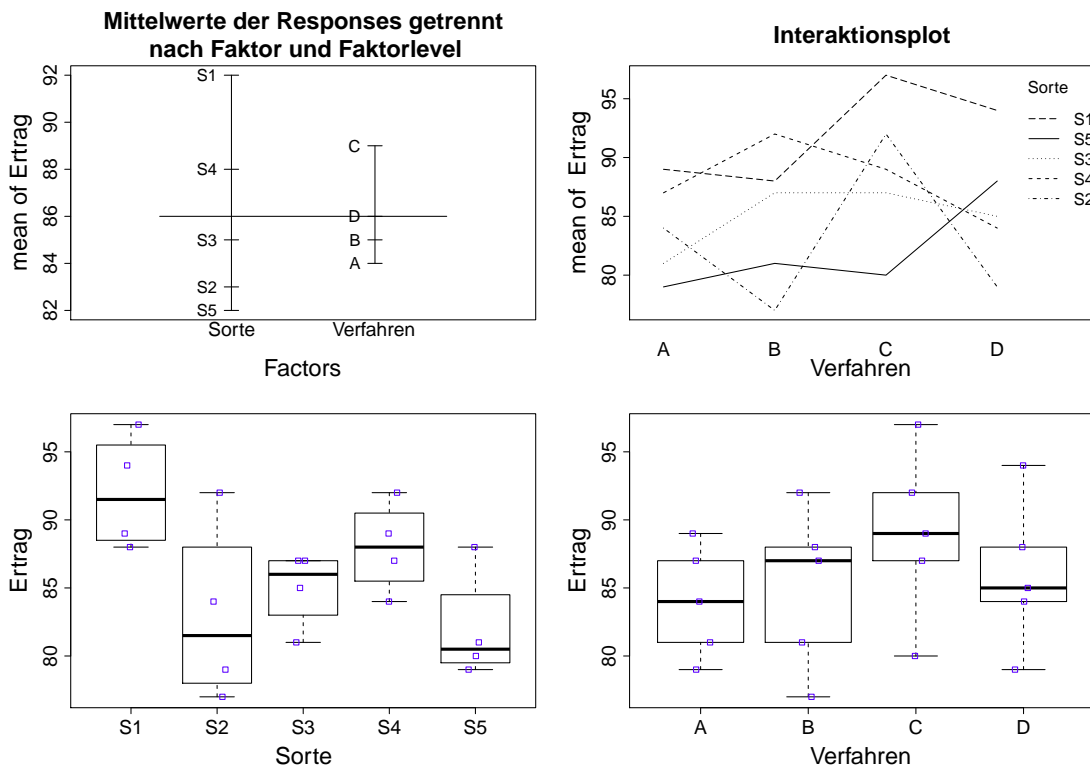 Mittelwerte der Responses getrennt
nach Faktor und Faktorlevel
mean of Ertrag
92
90
88
86
84
82
S1
S4
S3
S2
S5
C
D
B
A
Sorte
Verfahren
Factors
Interaktionsplot
mean of Ertrag
95
90
85
80
Sorte
S1
S5
S3
S4
S2
A
B
C
D
Verfahren
Ertrag
95
90
85
80
S1
S2
S3
S4
S5
Sorte
Ertrag
95
90
85
80
A
B
C
D
Verfahren